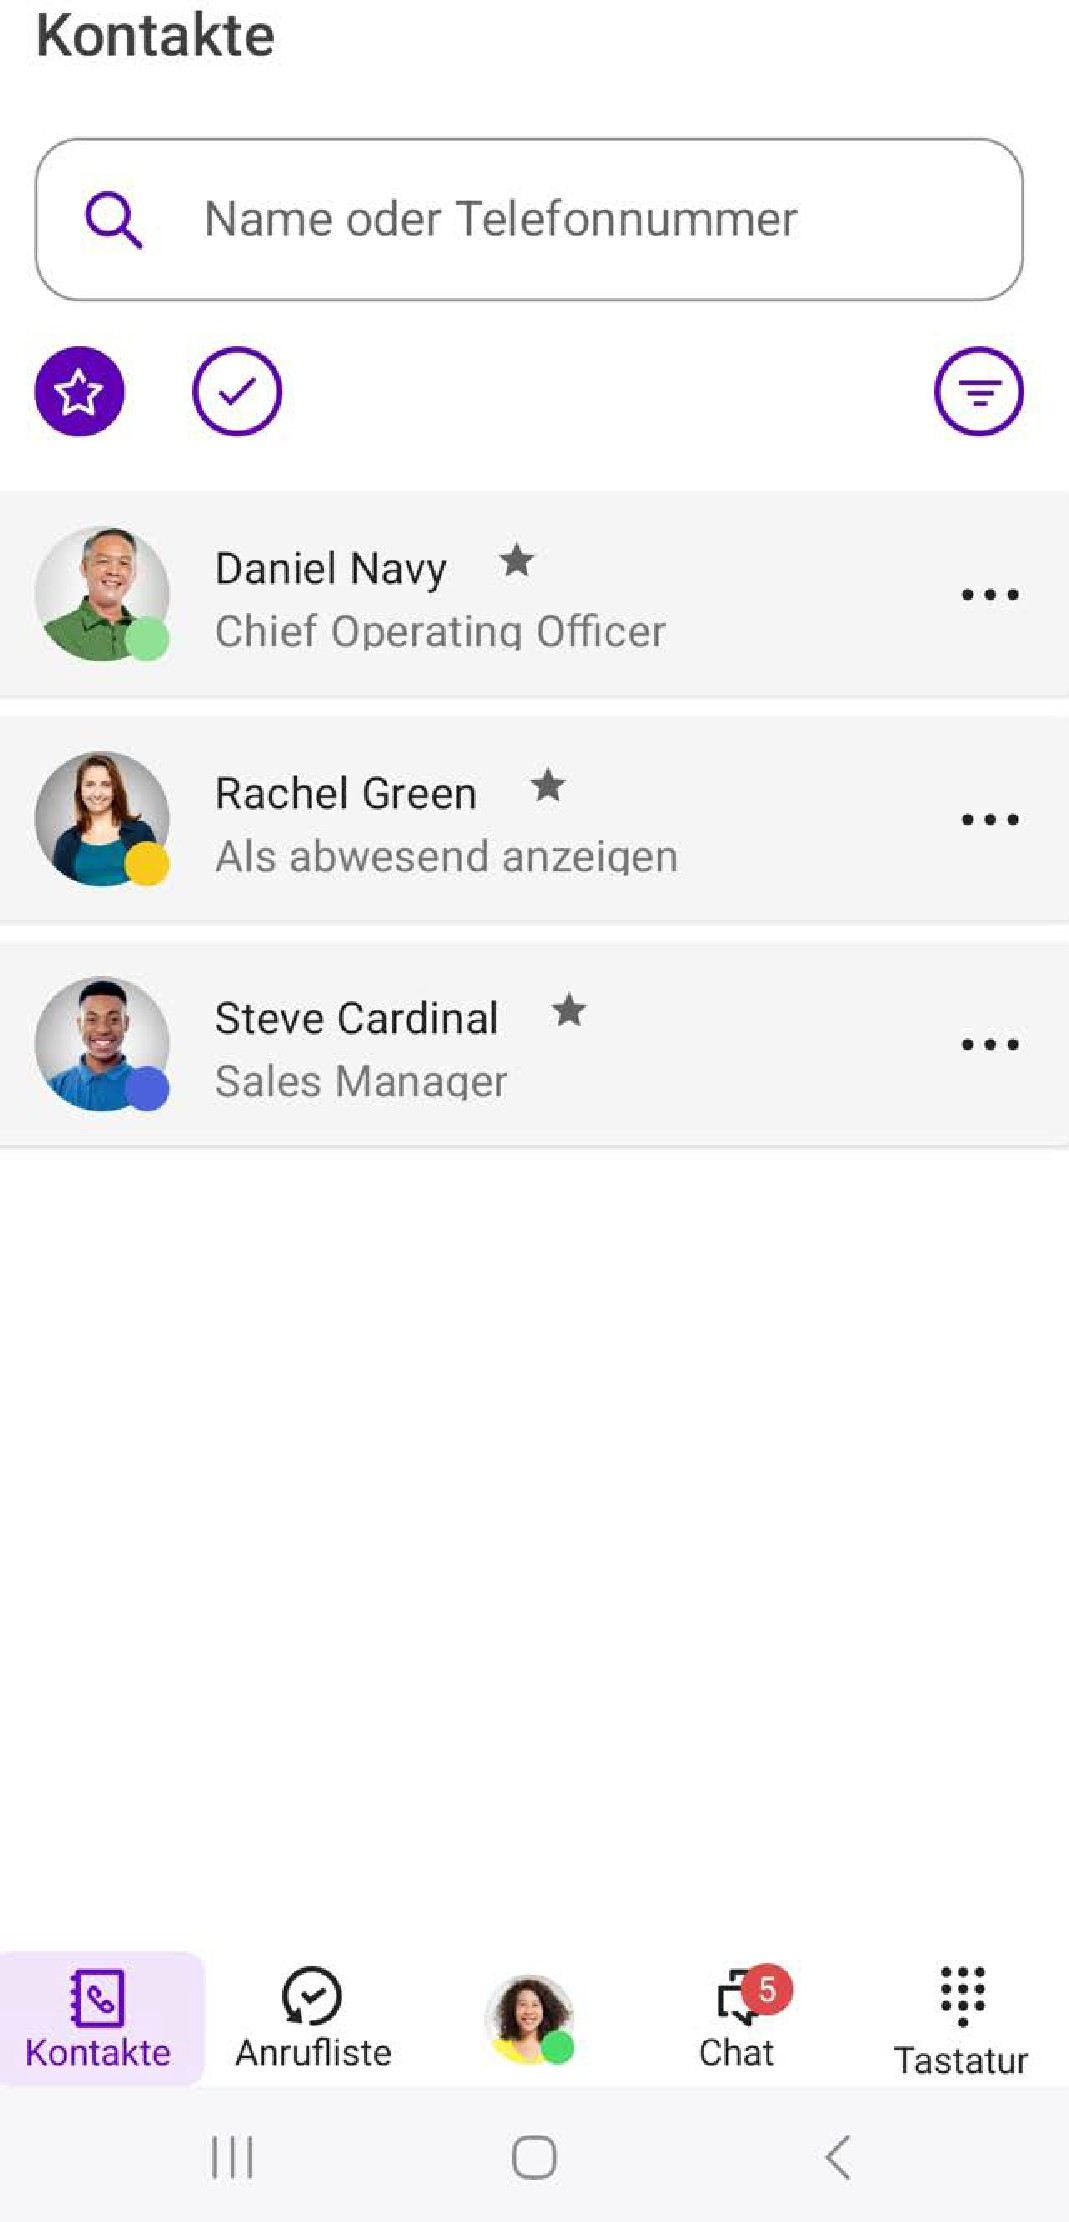 Kontakte
Name oder Telefonnummer
Daniel Navy
Chief Operating Officer
Rachel Green
Als abwesend anzeigen
Steve Cardinal
Sales Manager
5
Kontakte
Anrufliste
Chat
Tastatur